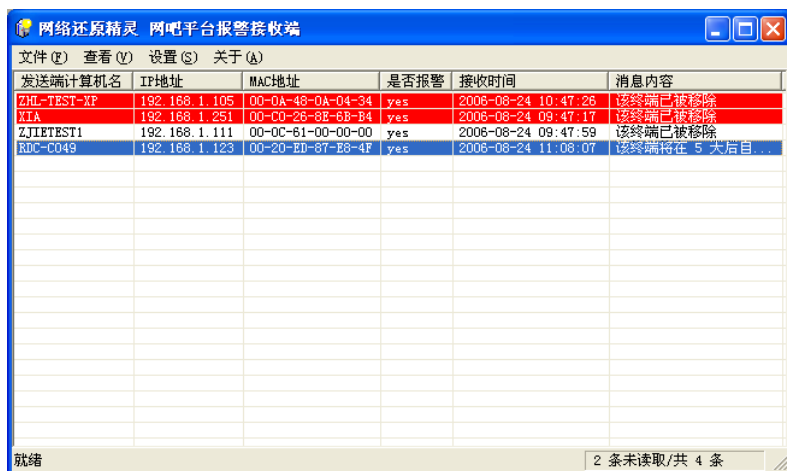 网络还原精灵 网吧平台报警接收端
文件(F) 查看(V) 设置(S) 关于(A)
发送端计算机名 IP地址 MAC地址 是否报警 接收时间 消息内容
ZHL-TEST-XP 192.168.1.105 00-0A-48-0A-04-34 yes 2006-08-24 10:47:26 该终端已被移除
XIA 192.168.1.251 00-C0-26-8E-6B-B4 yes 2006-08-24 09:47:17 该终端已被移除
ZJIETEST1 192.168.1.111 00-0C-61-00-00-00 yes 2006-08-24 09:47:59 该终端已被移除
RDC-C049 192.168.1.123 00-20-ED-87-E8-4F yes 2006-08-24 11:08:07 该终端将在 5 天后自...
就绪 2 条未读取/共 4 条